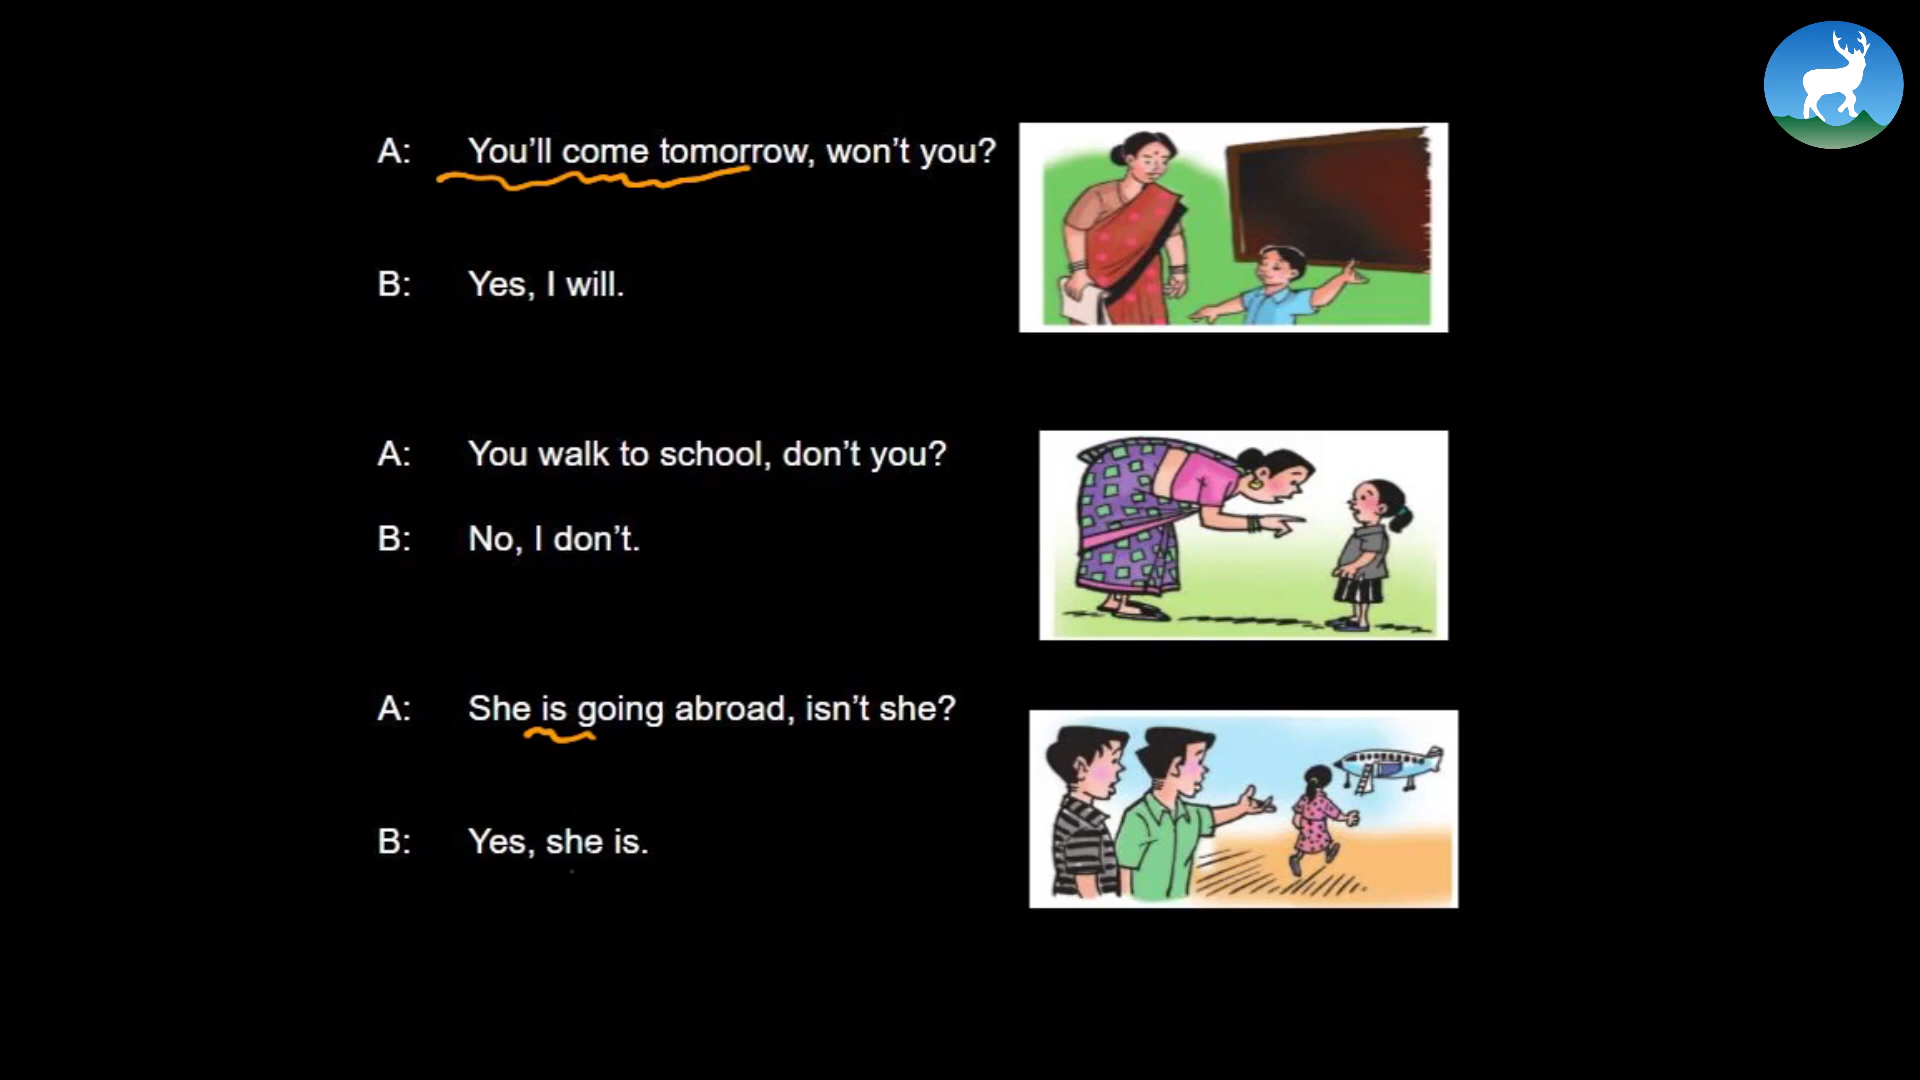 A: You’ll come tomorrow, won’t you?
B: Yes, I will.
A: You walk to school, don’t you?
B: No, I don’t.
A: She is going abroad, isn’t she?
B: Yes, she is.